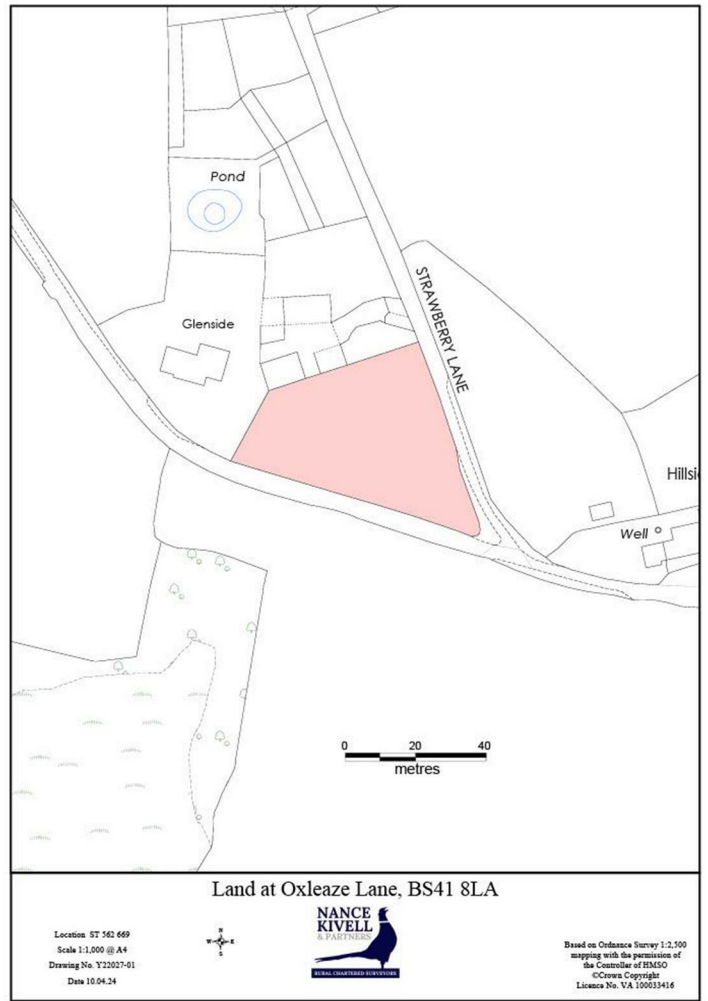 Pond
Glenside
STRAWBERRY LANE
Hillsi
Well
0 20 40
metres
Land at Oxleaze Lane, BS41 8LA
Location ST 562 669
Scale 1:1,000 @ A4
Drawing No. Y22027-01
Date 10.04.24
N
W E
S
NANCE
KIVELL
& PARTNERS
RURAL CHARTERED SURVEYORS
Based on Ordnance Survey 1:2,500
mapping with the permission of
the Controller of HMSO
©Crown Copyright
Licence No. VA 100033416